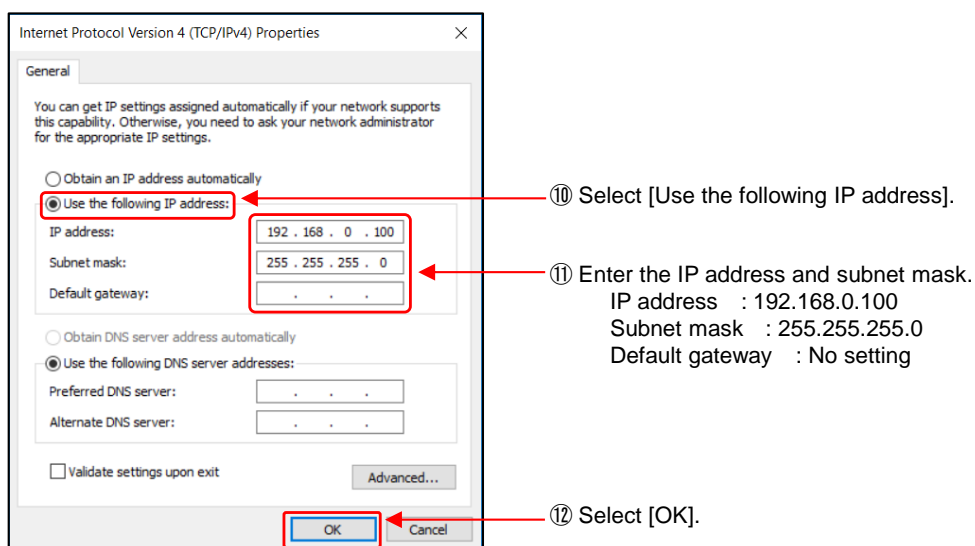 Internet Protocol Version 4 (TCP/IPv4) Properties
General
You can get IP settings assigned automatically if your network supports
this capability. Otherwise, you need to ask your network administrator
for the appropriate IP settings.
Obtain an IP address automatically
Use the following IP address:
IP address: 192 . 168 . 0 . 100
Subnet mask: 255 . 255 . 255 . 0
Default gateway: . . .
Obtain DNS server address automatically
Use the following DNS server addresses:
Preferred DNS server: . . .
Alternate DNS server: . . .
Validate settings upon exit
Advanced...
OK Cancel
⑩ Select [Use the following IP address].
⑪ Enter the IP address and subnet mask.
IP address : 192.168.0.100
Subnet mask : 255.255.255.0
Default gateway : No setting
⑫ Select [OK].